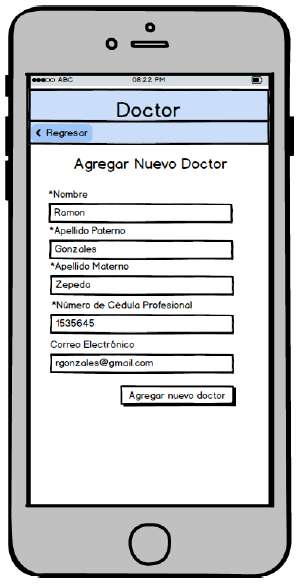 ABC 08:22 PM
Doctor
Regresar
Agregar Nuevo Doctor
*Nombre
Ramon
*Apellido Paterno
Gonzales
*Apellido Materno
Zepeda
*Número de Cédula Profesional
1535645
Correo Electrónico
rgonzales@gmail.com
Agregar nuevo doctor